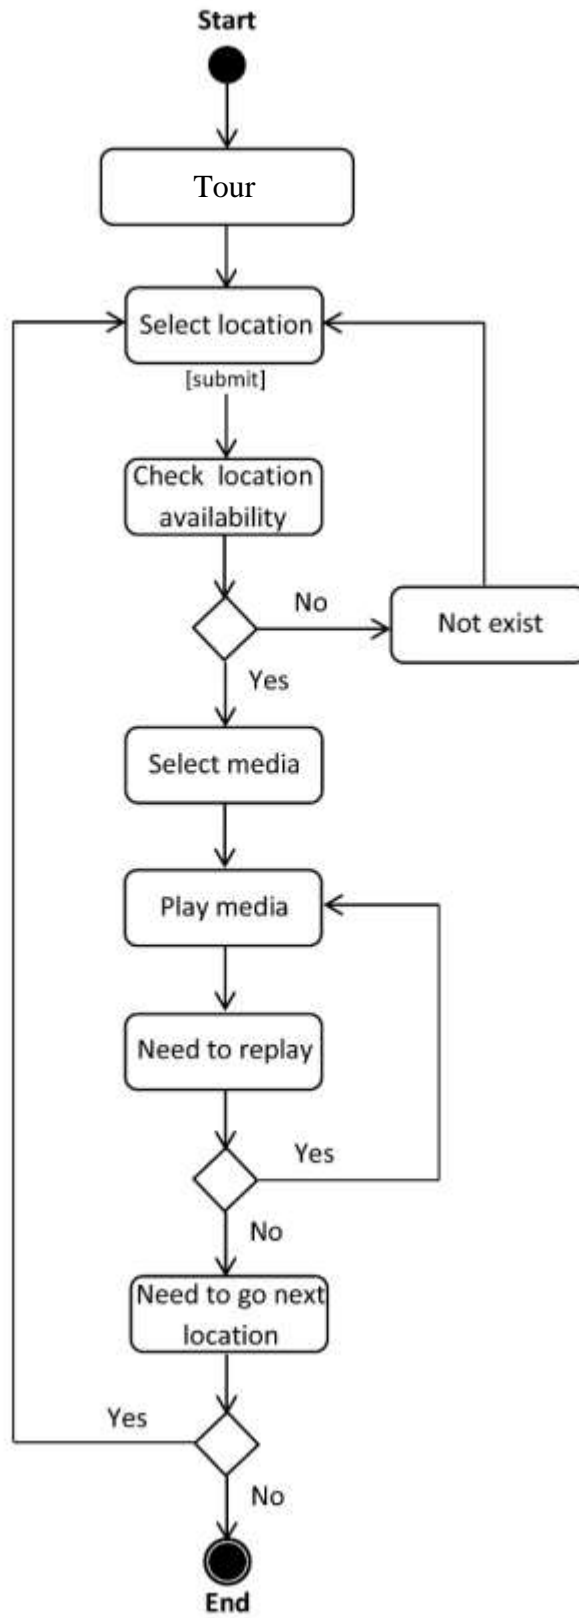 Start
Tour
Select location
[submit]
Check location
availability
No
Not exist
Yes
Select media
Play media
Need to replay
Yes
No
Need to go next
location
Yes
No
End